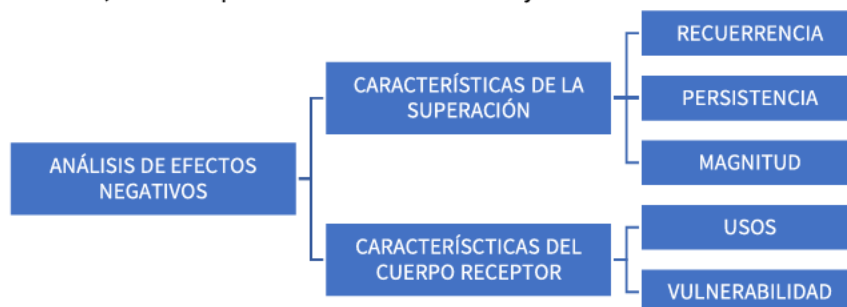 ANÁLISIS DE EFECTOS
NEGATIVOS
CARACTERÍSTICAS DE LA
SUPERACIÓN
RECUERRENCIA
PERSISTENCIA
MAGNITUD
CARACTERÍSCTICAS DEL
CUERPO RECEPTOR
USOS
VULNERABILIDAD